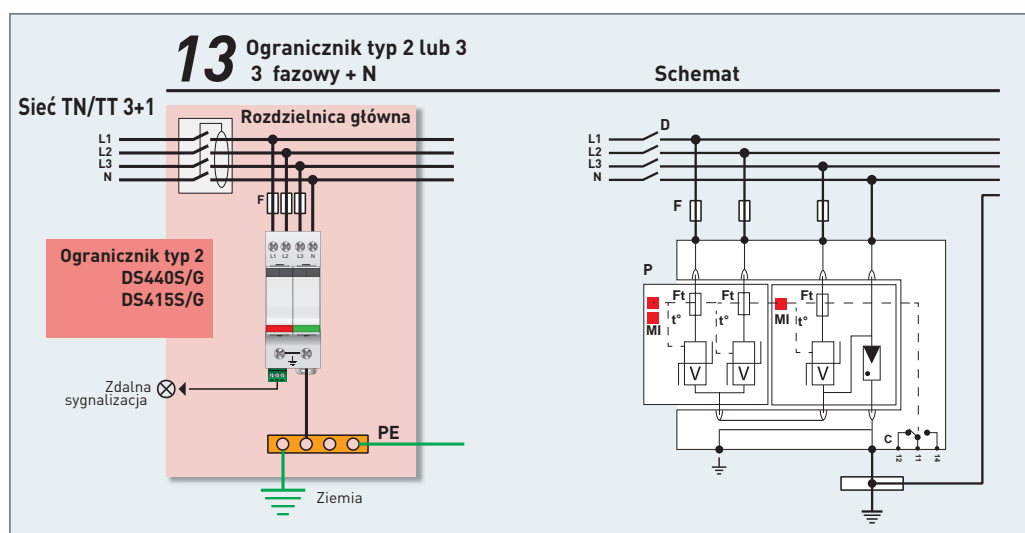 13 Ogranicznik typ 2 lub 3
3 fazowy + N
Schemat
Sieć TN/TT 3+1
Rozdzielnica główna
L1
L2
L3
N
F
L1 L2 L3 N
Ogranicznik typ 2
DS440S/G
DS415S/G
Zdalna
sygnalizacja
PE
Ziemia
L1
L2
L3
N
D
F
P
Ft Ft Ft
MI t° t° MI t°
V V V
C
12 11 14